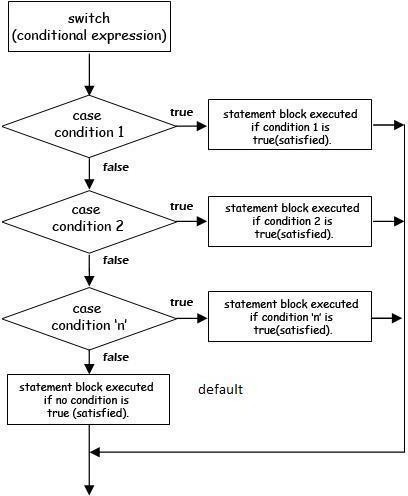 switch
(conditional expression)
case
condition 1
true
statement block executed
if condition 1 is
true(satisfied).
false
case
condition 2
true
statement block executed
if condition 2 is
true(satisfied).
false
case
condition 'n'
true
statement block executed
if condition 'n' is
true(satisfied).
false
statement block executed
if no condition is
true (satisfied).
default